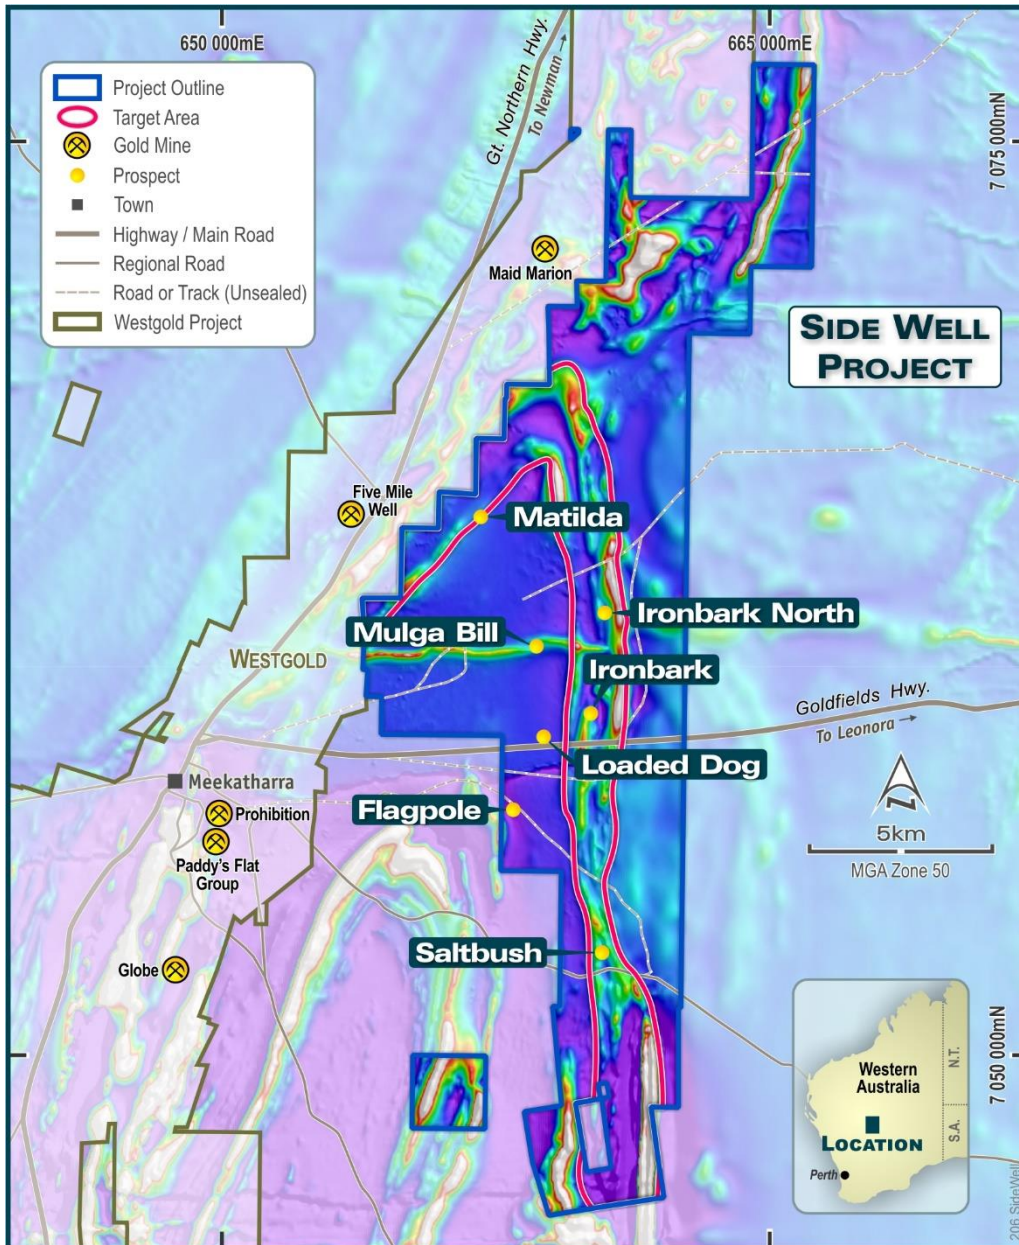 650 000mE
665 000mE
Project Outline
Target Area
Gold Mine
Prospect
Town
Highway / Main Road
Regional Road
Road or Track (Unsealed)
Westgold Project
Gt. Northern Hwy.
To Newman →
7 075 000mN
Maid Marion
SIDE WELL
PROJECT
Five Mile
Well
Matilda
Ironbark North
Mulga Bill
WESTGOLD
Ironbark
Goldfields Hwy.
To Leonora →
Loaded Dog
Meekatharra
Flagpole
Prohibition
Paddy's Flat
Group
N
5km
MGA Zone 50
Saltbush
Globe
7 050 000mN
Western
Australia
N.T.
S.A.
LOCATION
Perth
206 SideWell